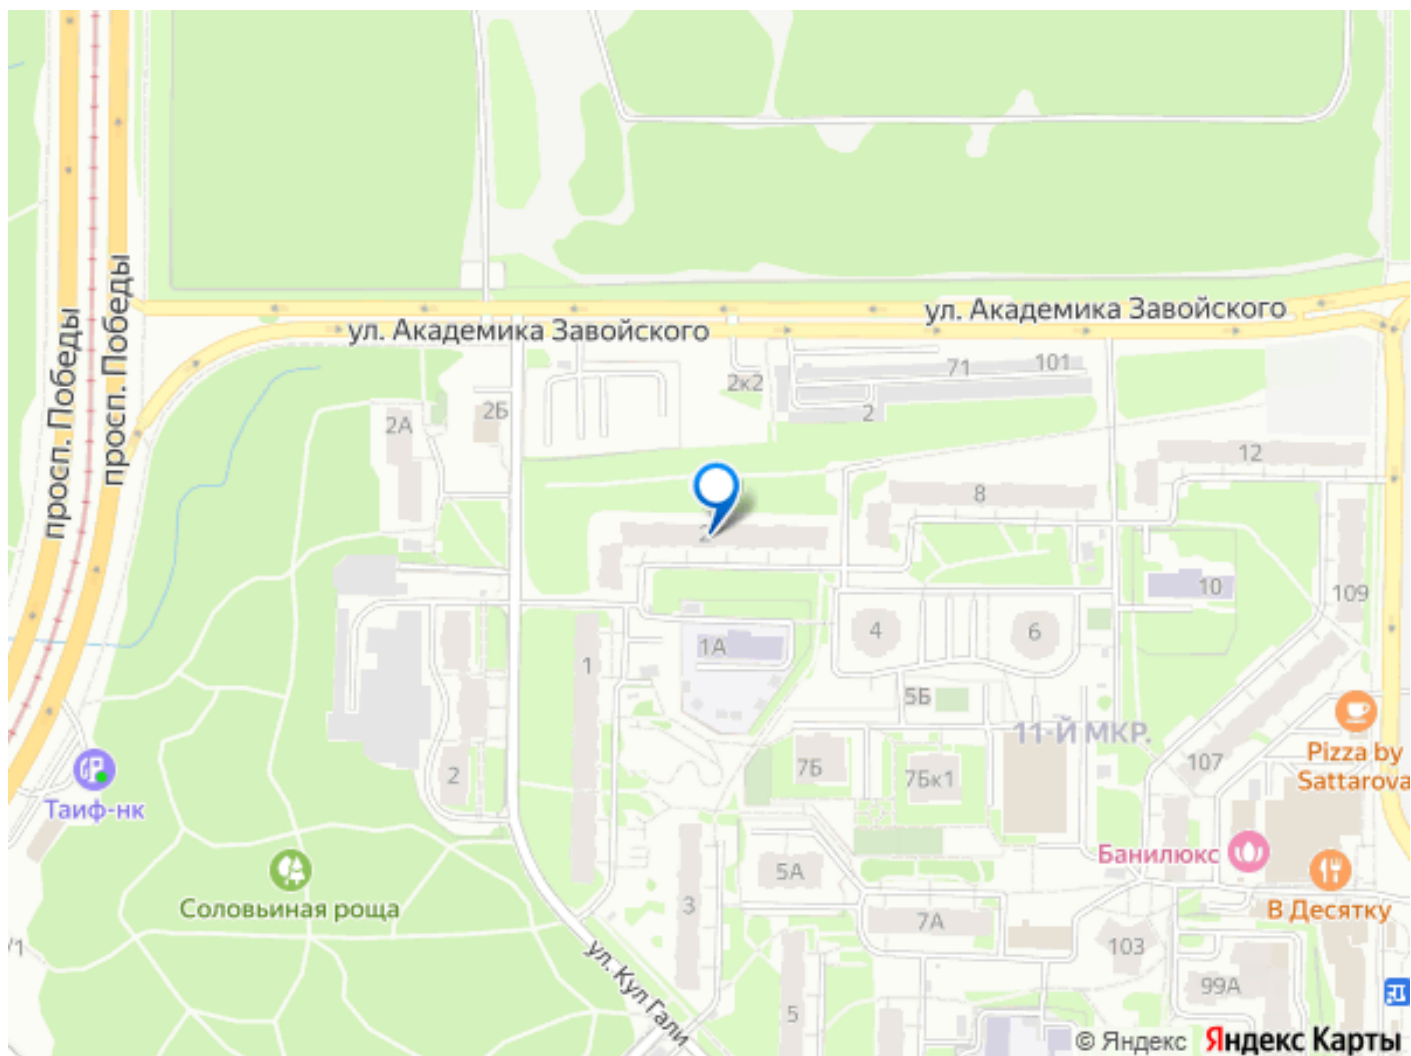 просп. Победы
просп. Победы
ул. Академика Завойского
ул. Академика Завойского
71
101
2к2
2
2А
2Б
12
8
2
10
109
4
6
1А
1
5Б
11-Й МКР.
Pizza by
Sattarova
107
7Б
7Бк1
2
Таиф-нк
Банилюкс
5А
Соловьиная роща
3
В Десятку
7А
103
ул. Кул Гали
99А
5
© Яндекс
Яндекс Карты